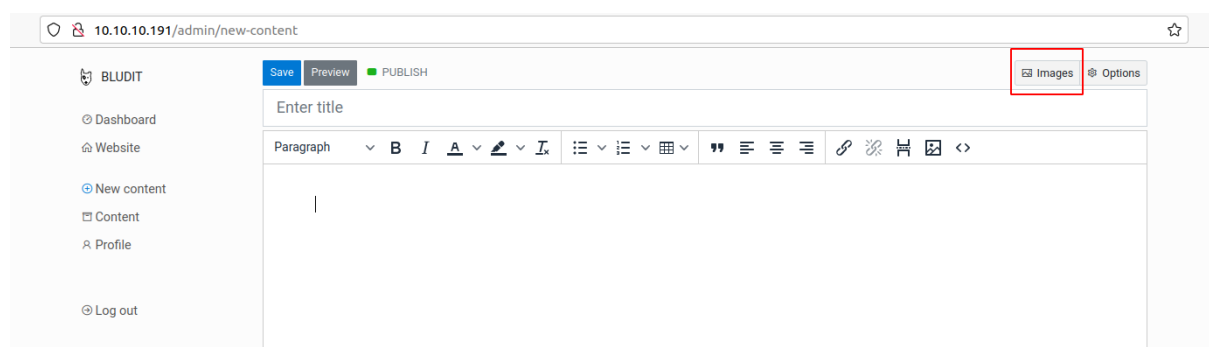 10.10.10.191/admin/new-content
BLUDIT
Save Preview PUBLISH Images Options
Enter title
Dashboard
Website
Paragraph B I A Tx
New content
Content
Profile
Log out